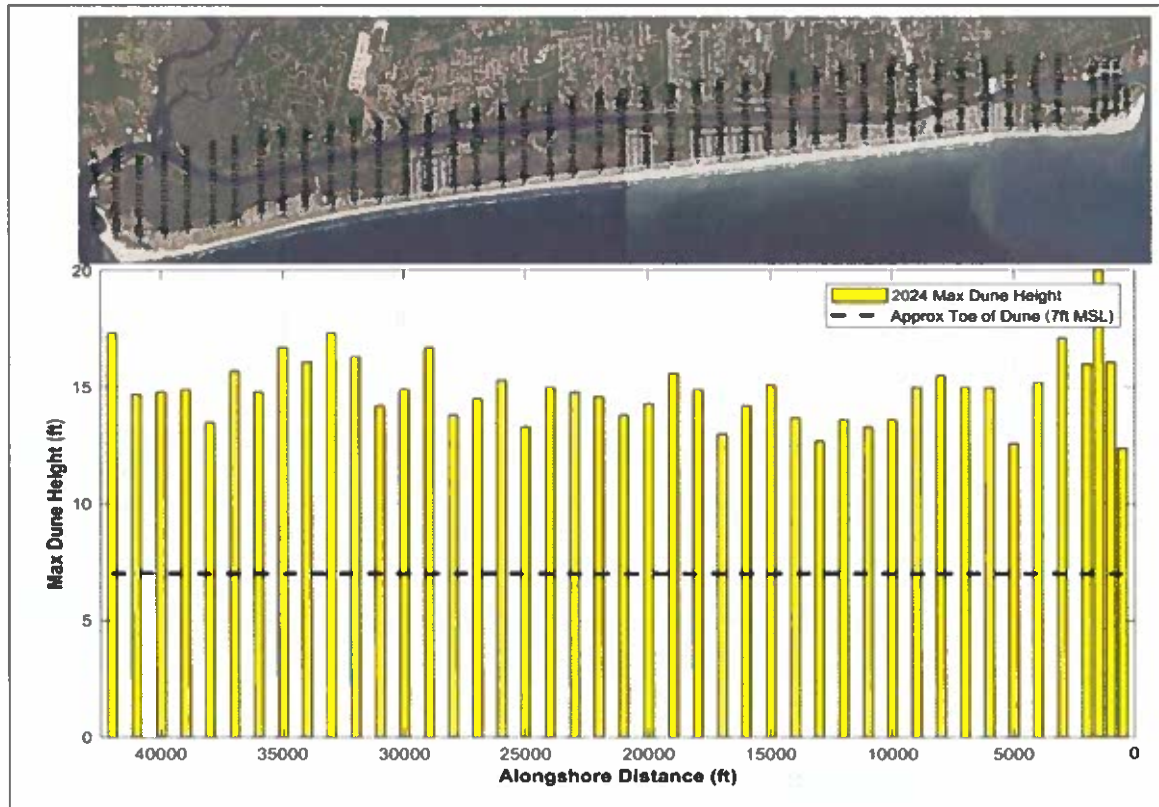 20
2024 Max Dune Height
Approx Toe of Dune (7ft MSL)
15
10
5
0
Max Dune Height (ft)
40000 35000 30000 25000 20000 15000 10000 5000 0
Alongshore Distance (ft)